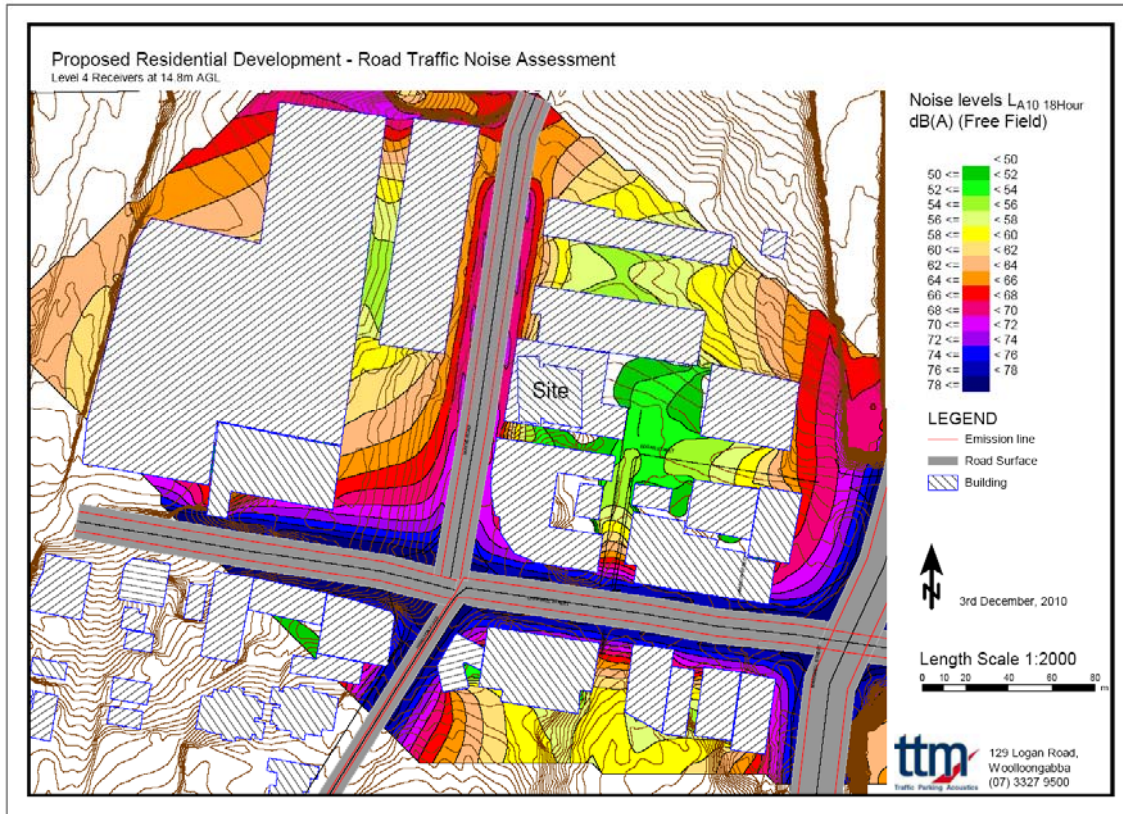 Proposed Residential Development - Road Traffic Noise Assessment
Level 4 Receivers at 14.8m AGL
Noise levels LA10 18Hour
dB(A) (Free Field)
< 50
50 <= < 52
52 <= < 54
54 <= < 56
56 <= < 58
58 <= < 60
60 <= < 62
62 <= < 64
64 <= < 66
66 <= < 68
68 <= < 70
70 <= < 72
72 <= < 74
74 <= < 76
76 <= < 78
78 <=
LEGEND
Emission line
Road Surface
Building
Site
N
3rd December, 2010
Length Scale 1:2000
0 10 20 40 60 80
m
ttm
Traffic Parking Acoustics
129 Logan Road,
Woolloongabba
(07) 3327 9500